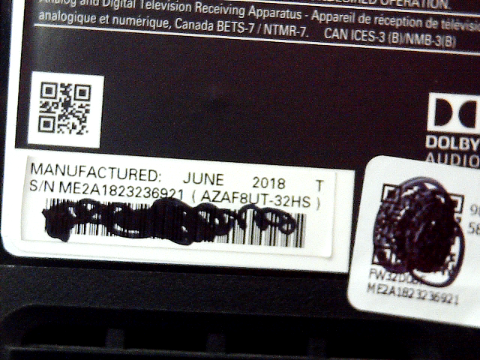 Analog and Digital Television Receiving Apparatus - Appareil de réception de télévision
analogique et numérique, Canada BETS-7 / NTMR-7. CAN ICES-3 (B)/NMB-3(B)
DOLBY
AUDIO
MANUFACTURED: JUNE 2018 T
S/N ME2A1823236921 ( AZAF8UT-32HS )
ME2A1823236921